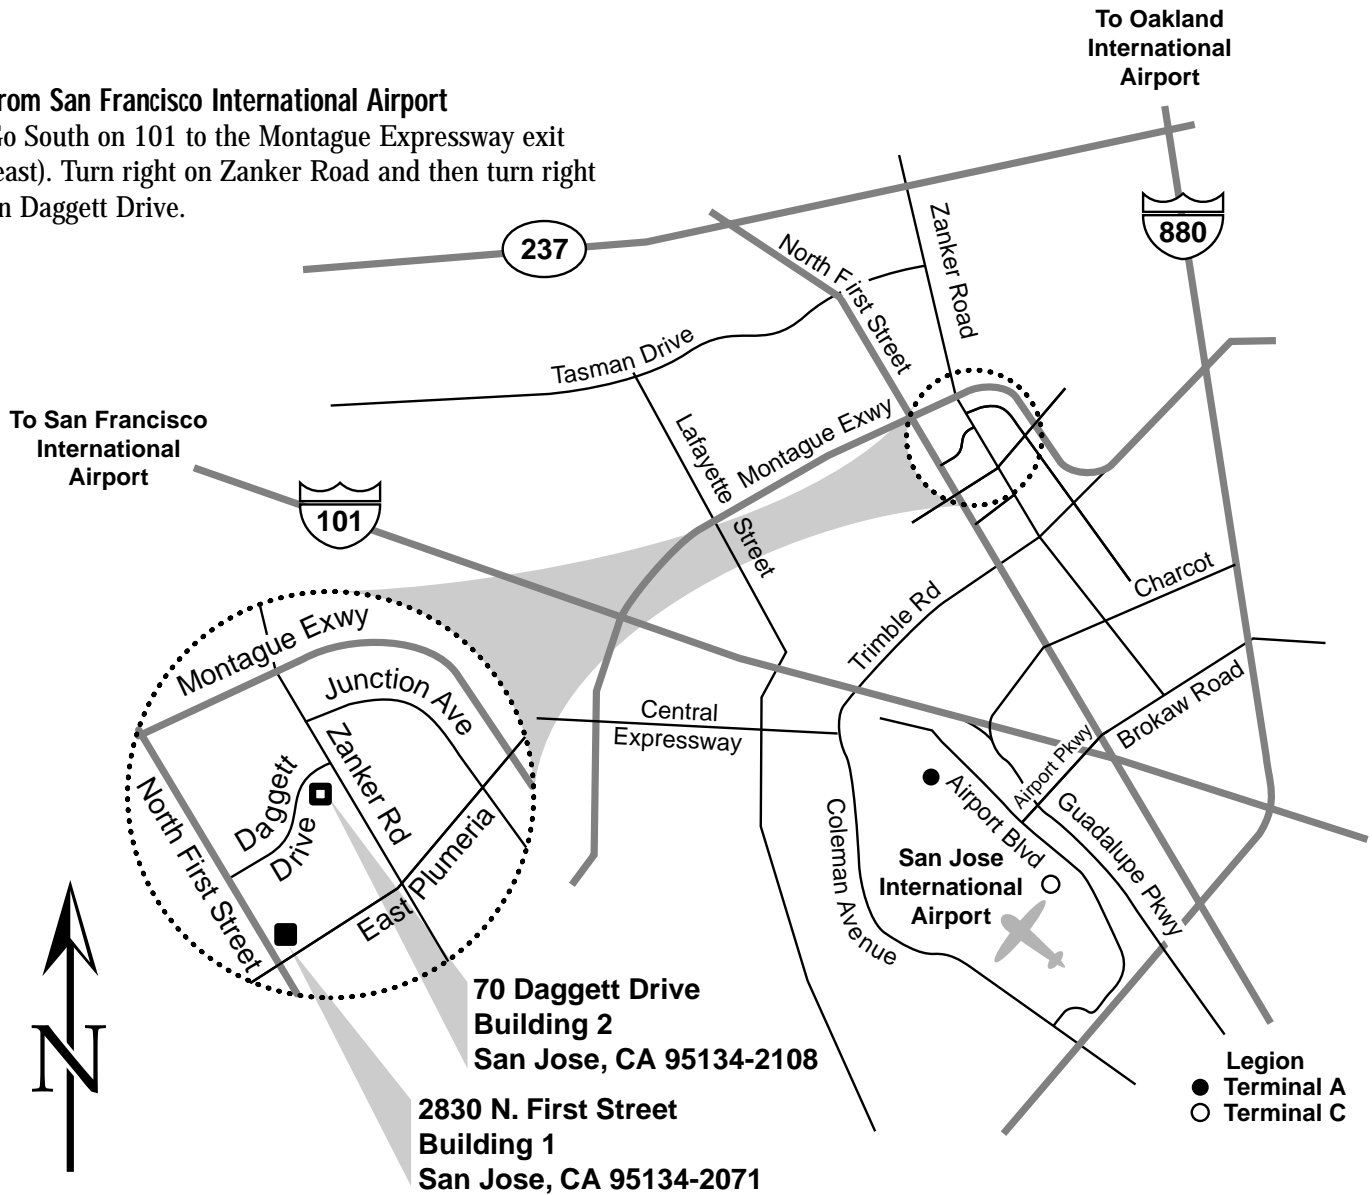 To Oakland
International
Airport
rom San Francisco International Airport
Go South on 101 to the Montague Expressway exit
east). Turn right on Zanker Road and then turn right
n Daggett Drive.
237
880
North First Street
Zanker Road
Tasman Drive
To San Francisco
International
Airport
101
Lafayette Street
Montague Exwy
Charcot
Trimble Rd
Montague Exwy
Junction Ave
Zanker Rd
Daggett
Drive
North First Street
East Plumeria
Central
Expressway
Brokaw Road
Airport Pkwy
Airport Blvd
Guadalupe Pkwy
Coleman Avenue
San Jose
International
Airport
N
70 Daggett Drive
Building 2
San Jose, CA 95134-2108
2830 N. First Street
Building 1
San Jose, CA 95134-2071
Legion
Terminal A
Terminal C